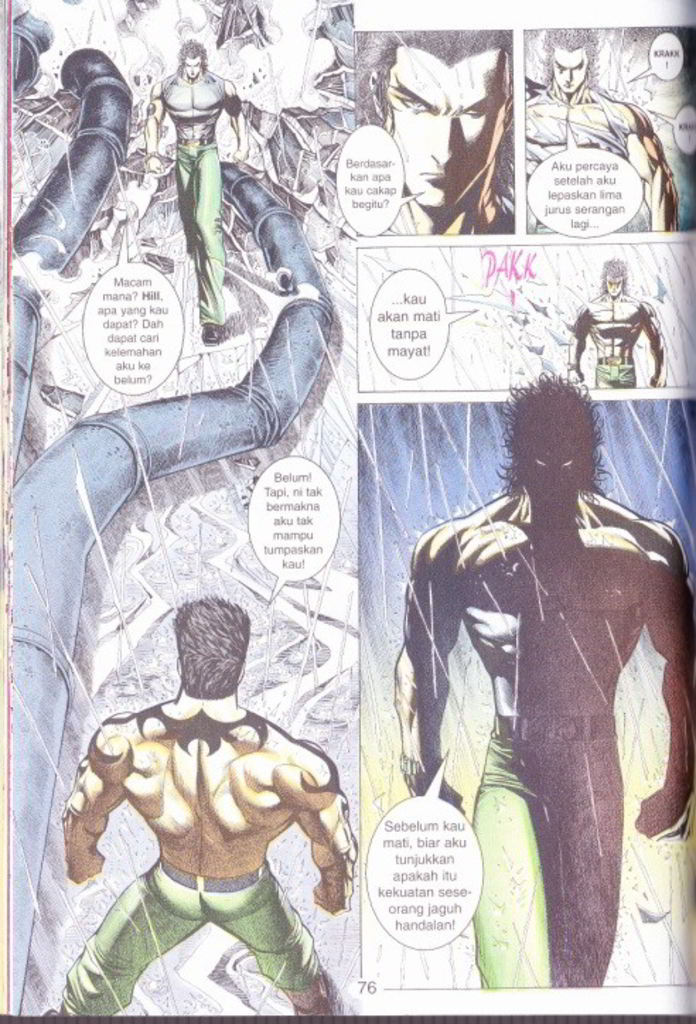 Macam
mana? Hill,
apa yang kau
dapat? Dah
dapat cari
kelemahan
aku ke
belum?
Belum!
Tapi, ni tak
bermakna
aku tak
mampu
tumpaskan
kau!
Berdasar-
kan apa
kau cakap
begitu?
KRAKK
!
Aku percaya
setelah aku
lepaskan lima
jurus serangan
lagi...
PAKK
!
...kau
akan mati
tanpa
mayat!
Sebelum kau
mati, biar aku
tunjukkan
apakah itu
kekuatan sese-
orang jaguh
handalan!
76